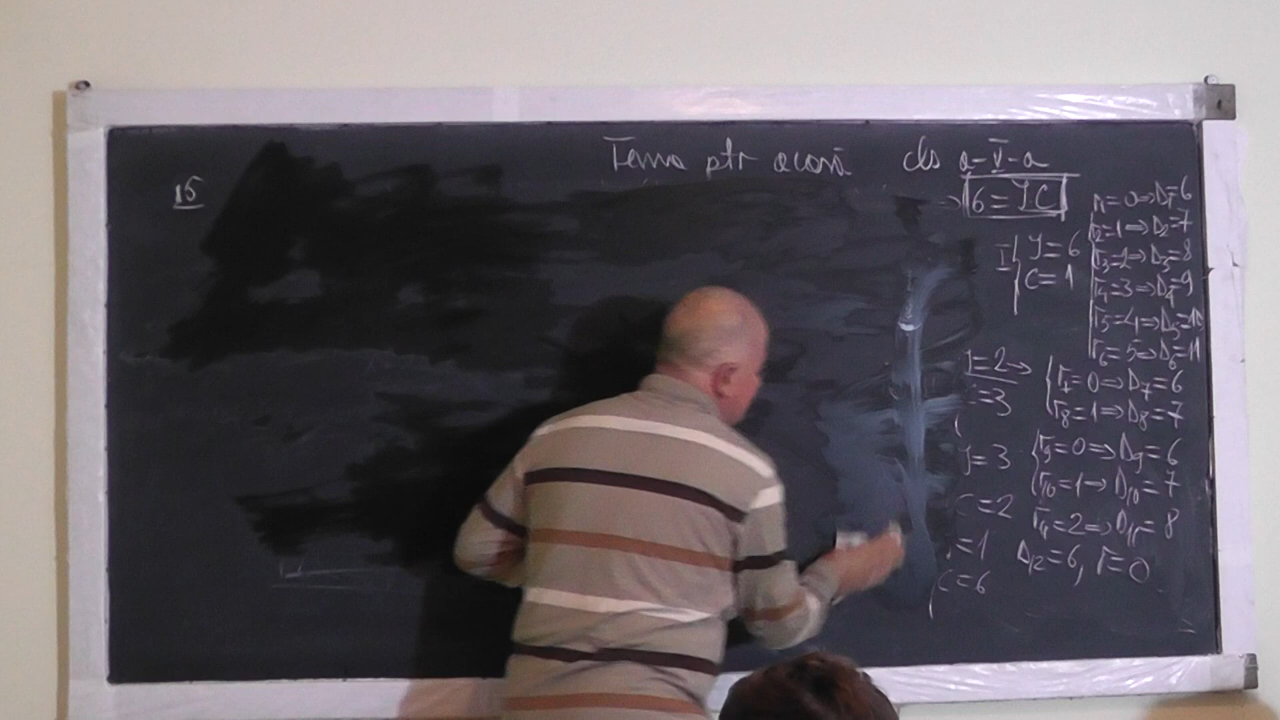 Tema ptr acasă cls a-V-a
15
⇒ 6 = ÎC
I { Î=6
C=1
r1=0⇒D1=6
r2=1⇒D2=7
r3=2⇒D3=8
r4=3⇒D4=9
r5=4⇒D5=10
r6=5⇒D6=11
Î=2⇒
C=3
r7=0⇒D7=6
r8=1⇒D8=7
Î=3
C=2
r9=0⇒D9=6
r10=1⇒D10=7
r11=2⇒D11=8
=1
C=6
D12=6, r=0